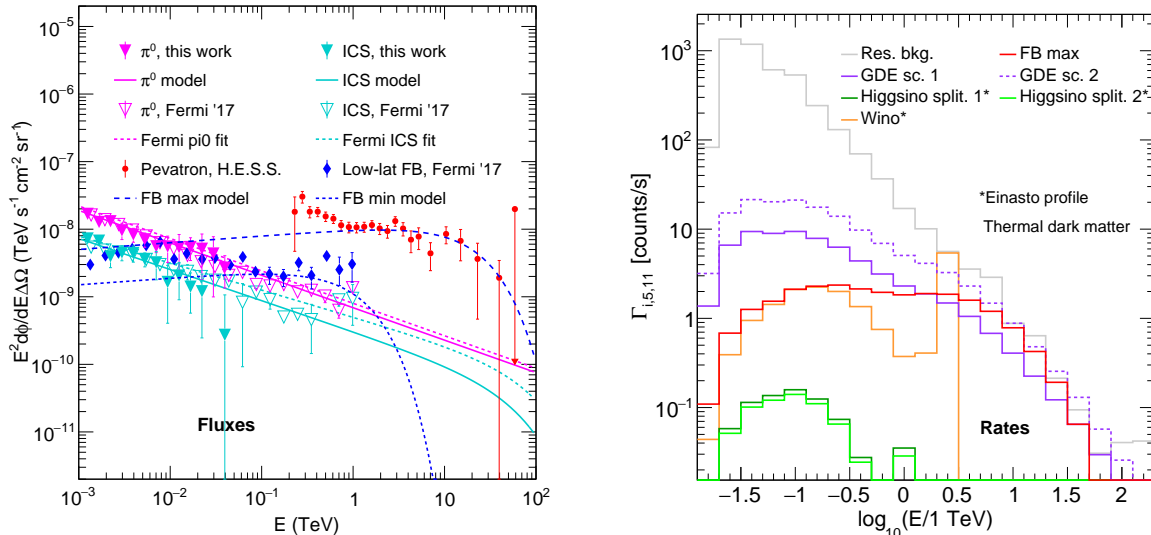 10⁻⁵
10⁻⁶
10⁻⁷
10⁻⁸
10⁻⁹
10⁻¹⁰
10⁻¹¹
E²dϕ/dEΔΩ (TeV s⁻¹ cm⁻² sr⁻¹)
π⁰, this work
ICS, this work
π⁰ model
ICS model
π⁰, Fermi '17
ICS, Fermi '17
Fermi pi0 fit
Fermi ICS fit
Pevatron, H.E.S.S.
Low-lat FB, Fermi '17
FB max model
FB min model
Fluxes
10⁻³ 10⁻² 10⁻¹ 1 10 10²
E (TeV)
10³
10²
10
1
10⁻¹
Γi,5,11 [counts/s]
Res. bkg.
FB max
GDE sc. 1
GDE sc. 2
Higgsino split. 1*
Higgsino split. 2*
Wino*
*Einasto profile
Thermal dark matter
Rates
−1.5 −1 −0.5 0 0.5 1 1.5 2
log₁₀(E/1 TeV)